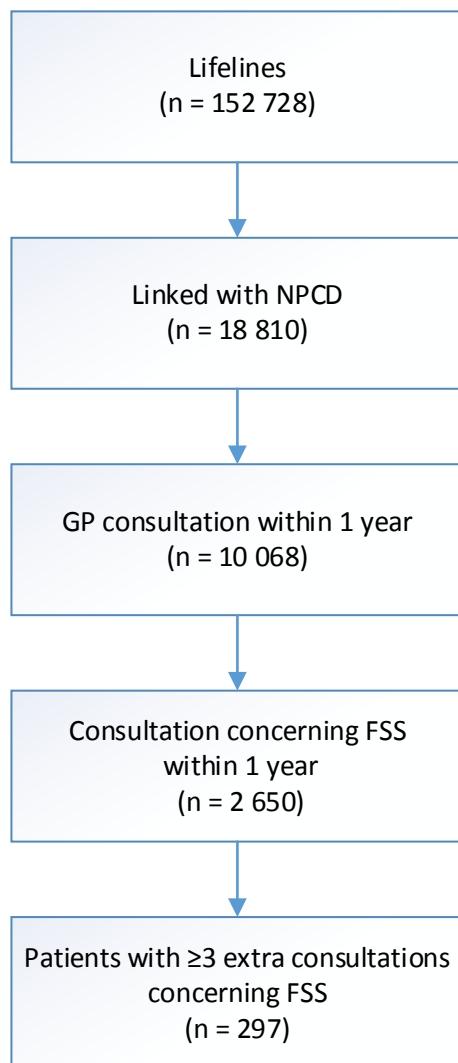 Lifelines
(n = 152 728)
Linked with NPCD
(n = 18 810)
GP consultation within 1 year
(n = 10 068)
Consultation concerning FSS
within 1 year
(n = 2 650)
Patients with ≥3 extra consultations
concerning FSS
(n = 297)